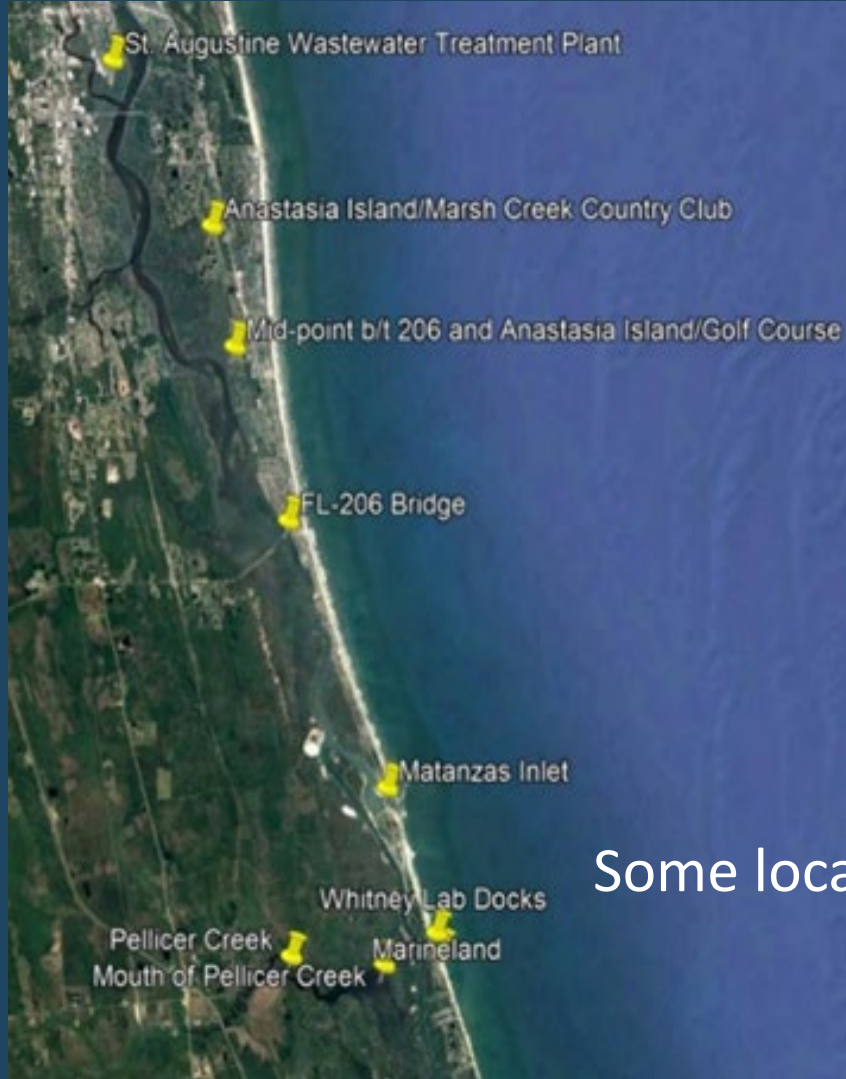 St. Augustine Wastewater Treatment Plant
Anastasia Island/Marsh Creek Country Club
Mid-point b/t 206 and Anastasia Island/Golf Course
FL-206 Bridge
Matanzas Inlet
Some loca
Whitney Lab Docks
Pellicer Creek
Marineland
Mouth of Pellicer Creek